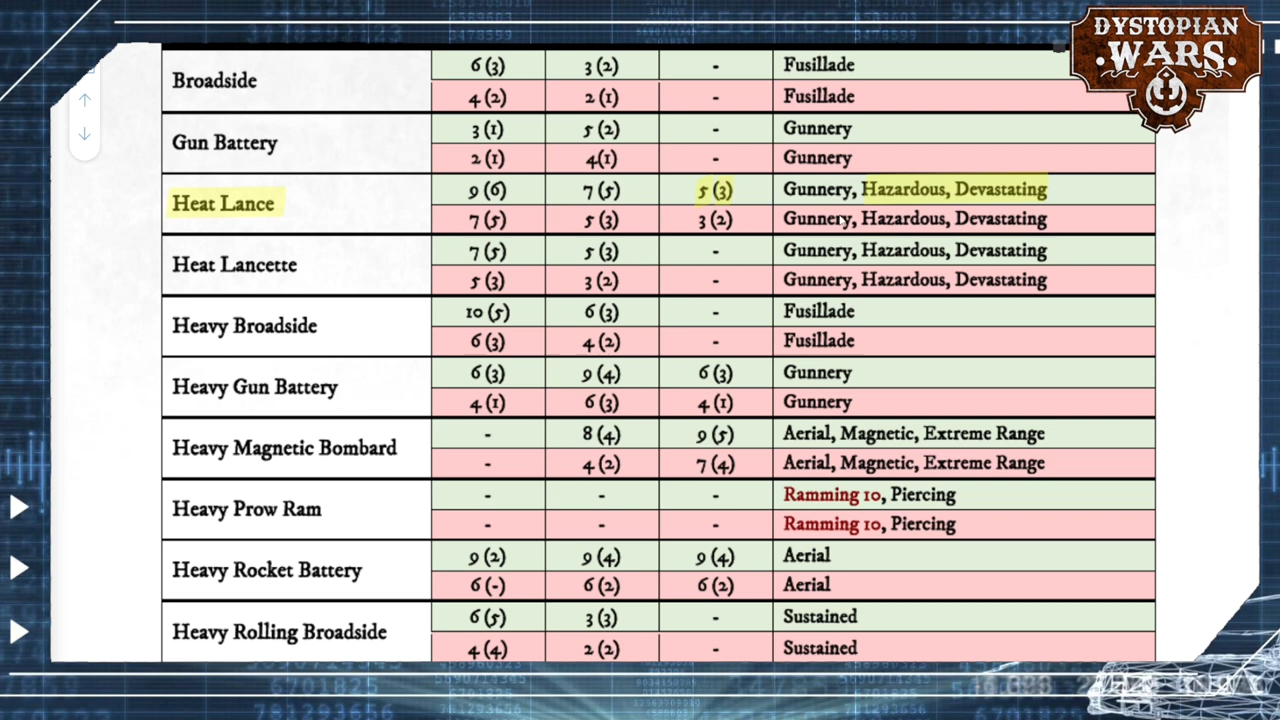 DYSTOPIAN
WARS
Broadside 6 (3) 3 (2) - Fusillade
4 (2) 2 (1) - Fusillade
Gun Battery 3 (1) 5 (2) - Gunnery
2 (1) 4(1) - Gunnery
Heat Lance 9 (6) 7 (5) 5 (3) Gunnery, Hazardous, Devastating
7 (5) 5 (3) 3 (2) Gunnery, Hazardous, Devastating
Heat Lancette 7 (5) 5 (3) - Gunnery, Hazardous, Devastating
5 (3) 3 (2) - Gunnery, Hazardous, Devastating
Heavy Broadside 10 (5) 6 (3) - Fusillade
6 (3) 4 (2) - Fusillade
Heavy Gun Battery 6 (3) 9 (4) 6 (3) Gunnery
4 (1) 6 (3) 4 (1) Gunnery
Heavy Magnetic Bombard - 8 (4) 9 (5) Aerial, Magnetic, Extreme Range
- 4 (2) 7 (4) Aerial, Magnetic, Extreme Range
Heavy Prow Ram - - - Ramming 10, Piercing
- - - Ramming 10, Piercing
Heavy Rocket Battery 9 (2) 9 (4) 9 (4) Aerial
6 (-) 6 (2) 6 (2) Aerial
Heavy Rolling Broadside 6 (5) 3 (3) - Sustained
4 (4) 2 (2) - Sustained
6701825
791293656